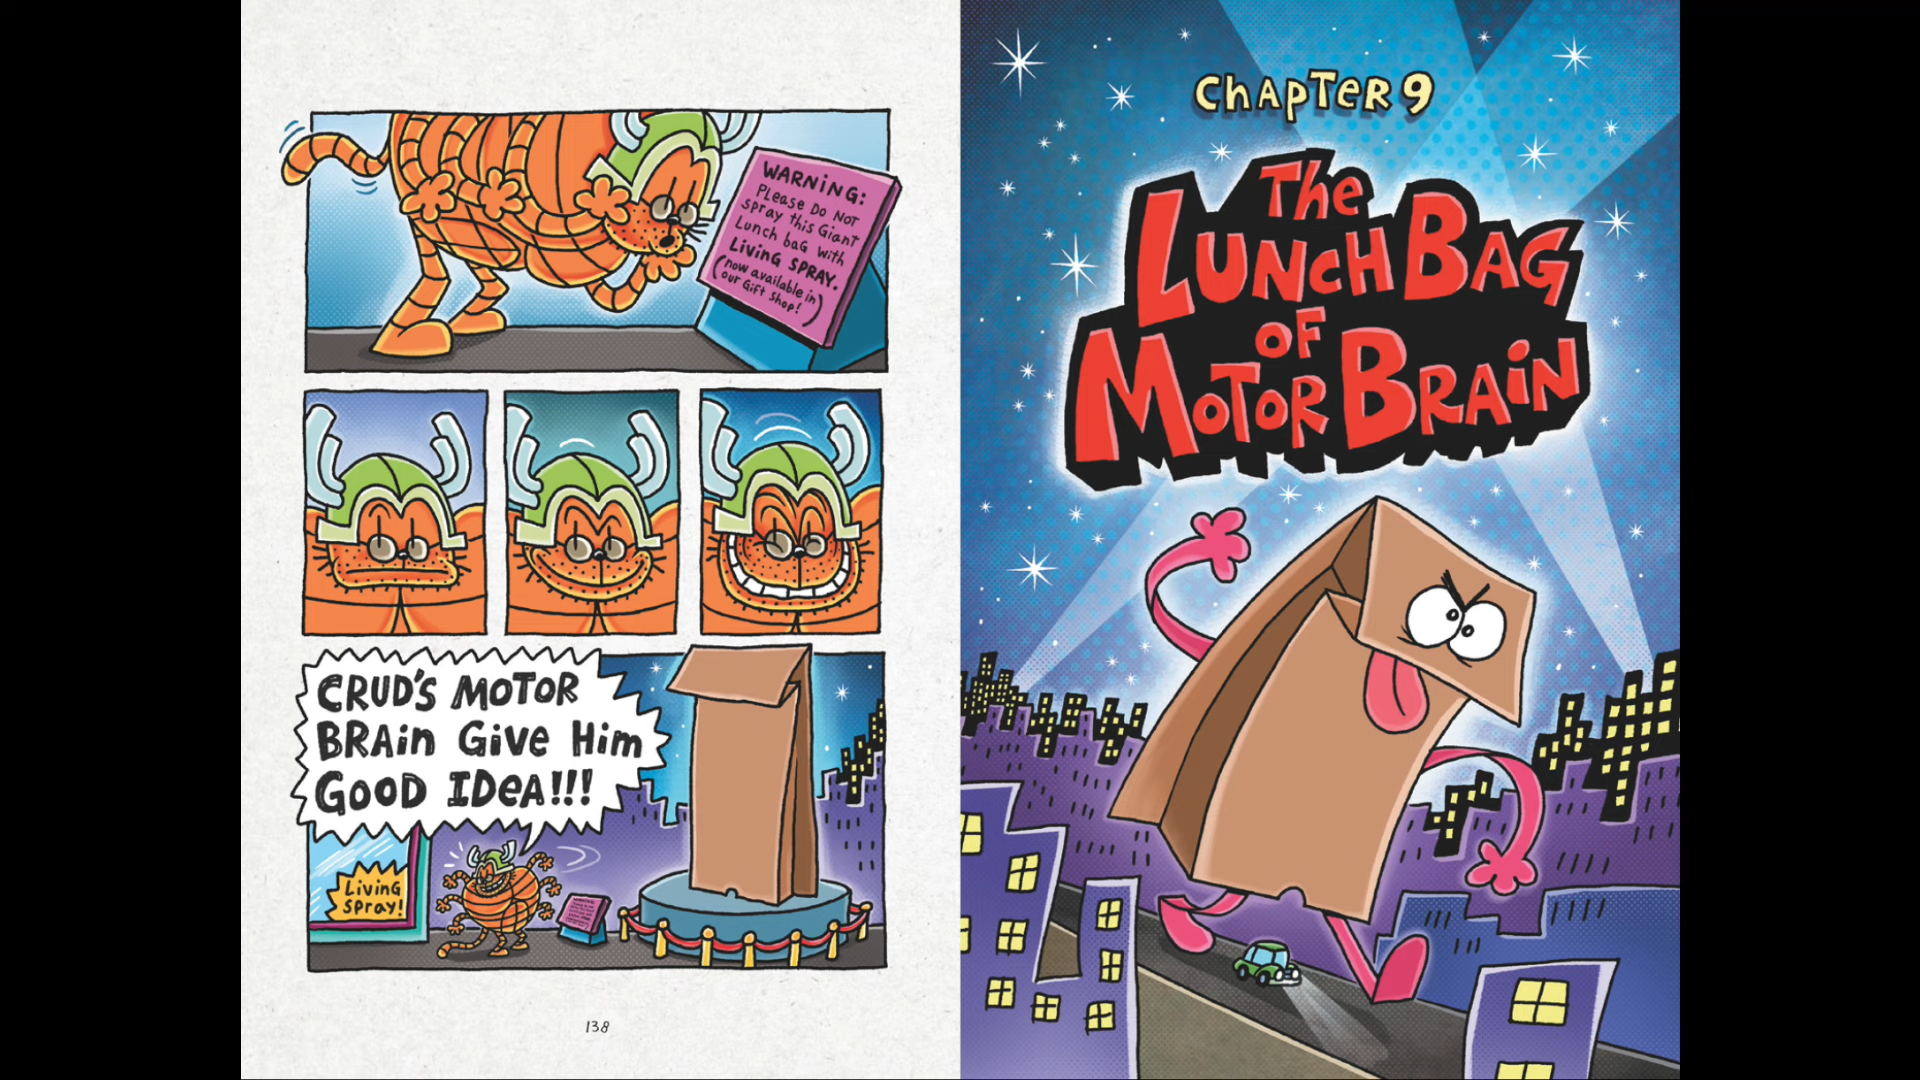 WARNiNG:
PLease Do Not
spray this Giant
Lunch baG with
LiviNG SPRAY.
(now available in
our Gift Shop!)
CRUD'S MOTOR
BRAin Give Him
GOOD IDeA!!!
Living
Spray!
138
ChapTeR 9
The
LUNCH BAG
OF
MOTOR BRAiN